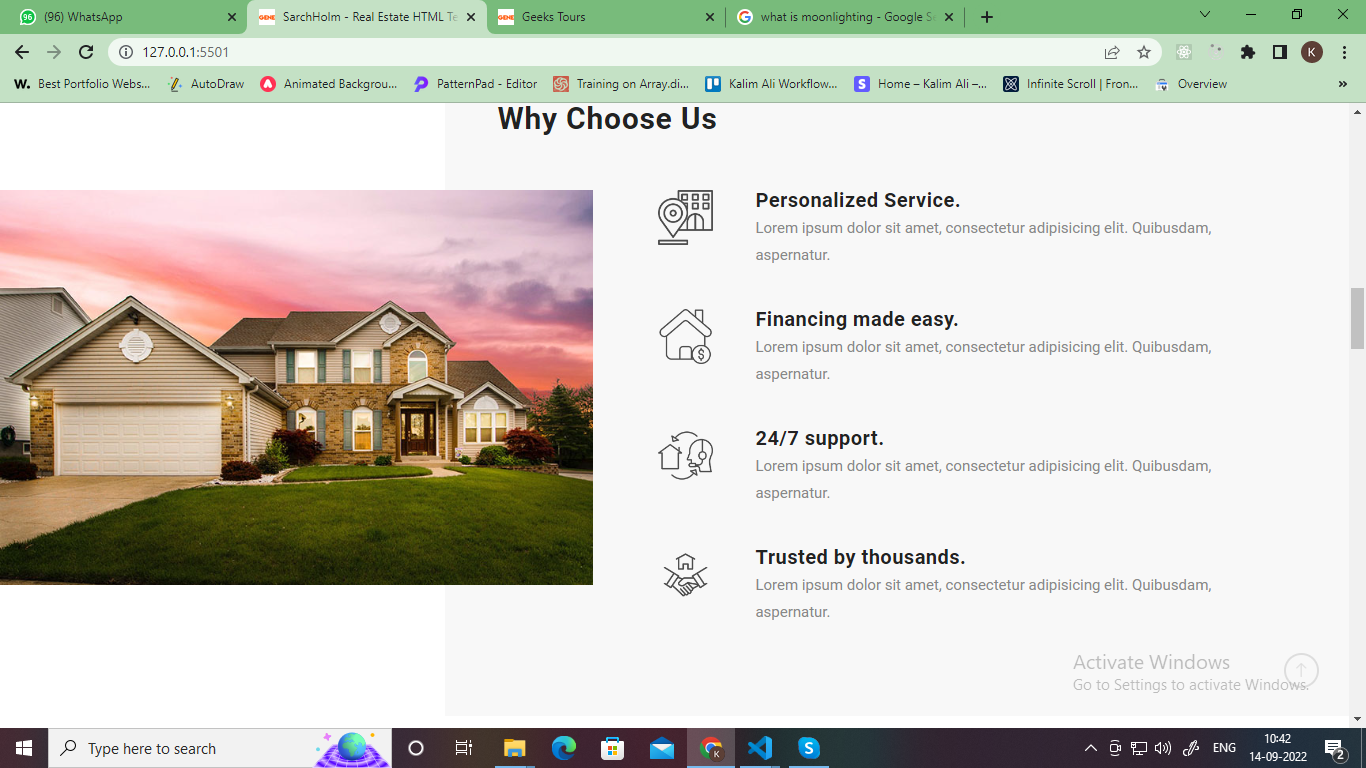 (96) WhatsApp
SarchHolm - Real Estate HTML Te
Geeks Tours
what is moonlighting - Google Se
127.0.0.1:5501
K
W. Best Portfolio Webs...
AutoDraw
Animated Backgrou...
PatternPad - Editor
Training on Array.di...
Kalim Ali Workflow...
Home – Kalim Ali –...
Infinite Scroll | Fron...
Overview
Why Choose Us
Personalized Service.
Lorem ipsum dolor sit amet, consectetur adipisicing elit. Quibusdam,
aspernatur.
Financing made easy.
Lorem ipsum dolor sit amet, consectetur adipisicing elit. Quibusdam,
aspernatur.
24/7 support.
Lorem ipsum dolor sit amet, consectetur adipisicing elit. Quibusdam,
aspernatur.
Trusted by thousands.
Lorem ipsum dolor sit amet, consectetur adipisicing elit. Quibusdam,
aspernatur.
Activate Windows
Go to Settings to activate Windows.
Type here to search
ENG
10:42
14-09-2022
2